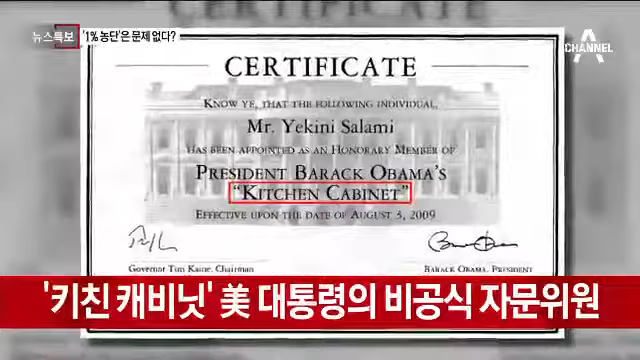 뉴스특보 '1% 농단'은 문제 없다?
CHANNEL A
CERTIFICATE
KNOW YE, THAT THE FOLLOWING INDIVIDUAL,
Mr. Yekini Salami
HAS BEEN APPOINTED AS AN HONORARY MEMBER OF
PRESIDENT BARACK OBAMA'S
"KITCHEN CABINET"
EFFECTIVE UPON THE DATE OF AUGUST 3, 2009
Governor Tim Kaine, Chairman
BARACK OBAMA, PRESIDENT
'키친 캐비닛' 美 대통령의 비공식 자문위원